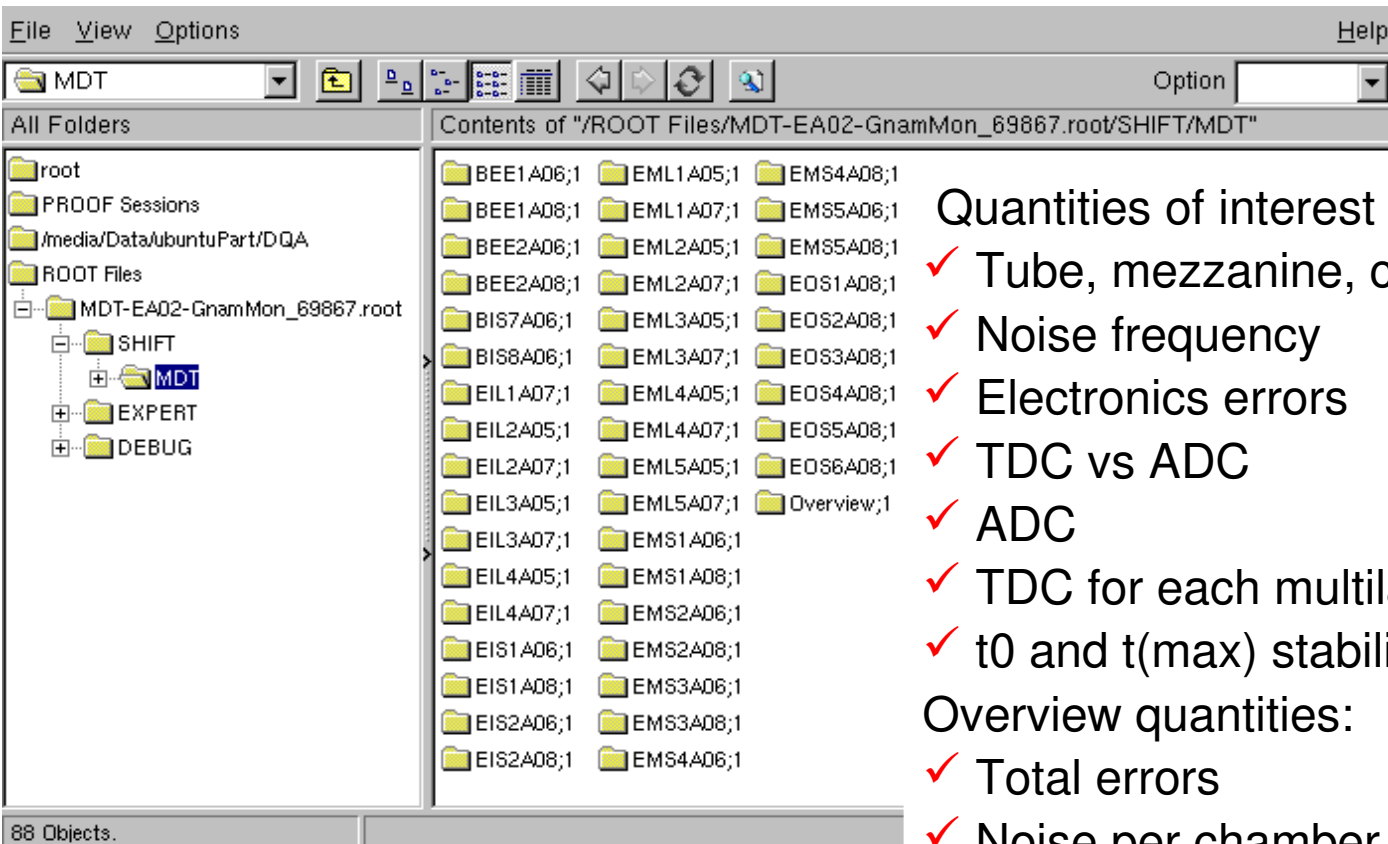 File View Options Help
MDT Option
All Folders
Contents of "/ROOT Files/MDT-EA02-GnamMon_69867.root/SHIFT/MDT"
root
PROOF Sessions
/media/Data/ubuntuPart/DQA
ROOT Files
MDT-EA02-GnamMon_69867.root
SHIFT
MDT
EXPERT
DEBUG
BEE1A06;1 EML1A05;1 EMS4A08;1
BEE1A08;1 EML1A07;1 EMS5A06;1
BEE2A06;1 EML2A05;1 EMS5A08;1
BEE2A08;1 EML2A07;1 EOS1A08;1
BIS7A06;1 EML3A05;1 EOS2A08;1
BIS8A06;1 EML3A07;1 EOS3A08;1
EIL1A07;1 EML4A05;1 EOS4A08;1
EIL2A05;1 EML4A07;1 EOS5A08;1
EIL2A07;1 EML5A05;1 EOS6A08;1
EIL3A05;1 EML5A07;1 Overview;1
EIL3A07;1 EMS1A06;1
EIL4A05;1 EMS1A08;1
EIL4A07;1 EMS2A06;1
EIS1A06;1 EMS2A08;1
EIS1A08;1 EMS3A06;1
EIS2A06;1 EMS3A08;1
EIS2A08;1 EMS4A06;1
88 Objects.
Quantities of interest
✓ Tube, mezzanine,
✓ Noise frequency
✓ Electronics errors
✓ TDC vs ADC
✓ ADC
✓ TDC for each multil
✓ t0 and t(max) stabili
Overview quantities:
✓ Total errors
✓ Noise per chamber